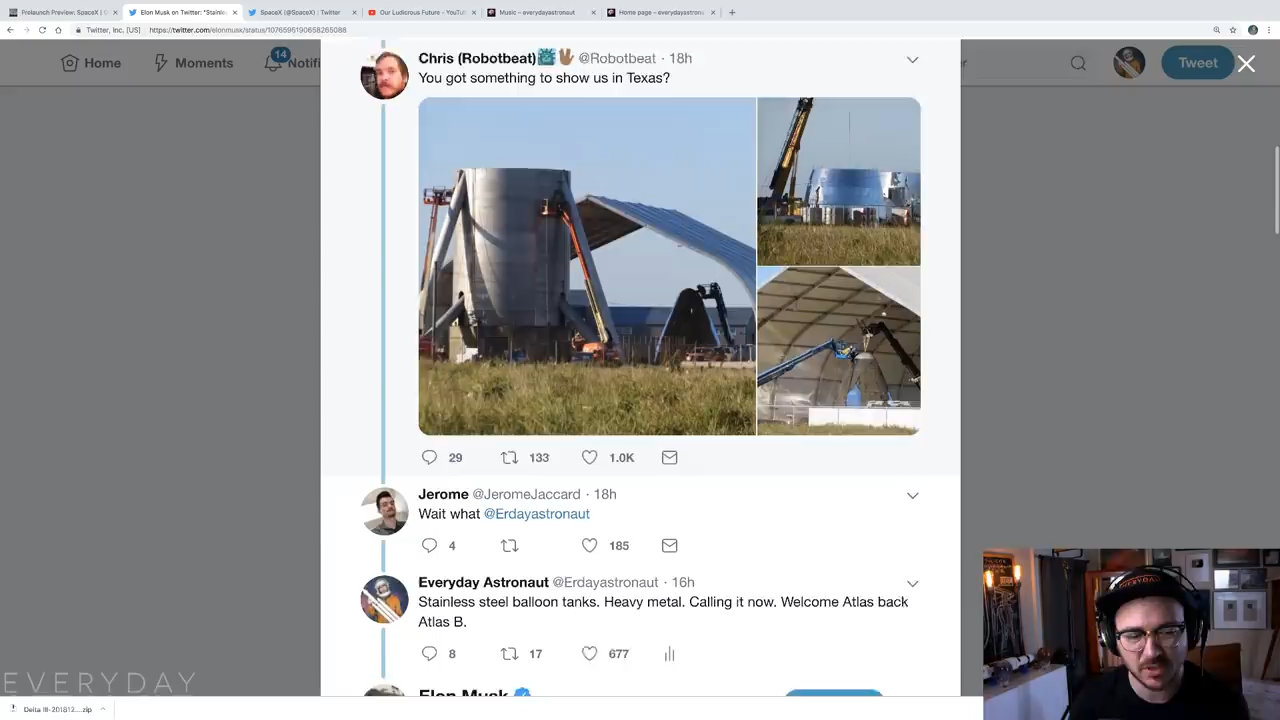 Prelaunch Preview: SpaceX | G
Elon Musk on Twitter: "Stainle
SpaceX (@SpaceX) | Twitter
Our Ludicrous Future - YouTu
Music – everydayastronaut
Home page – everydayastron
Twitter, Inc. [US] | https://twitter.com/elonmusk/status/1076595190658265088
Home
Moments
14
Notifi
er
Tweet
Chris (Robotbeat) @Robotbeat · 18h
You got something to show us in Texas?
29 133 1.0K
Jerome @JeromeJaccard · 18h
Wait what @Erdayastronaut
4 185
Everyday Astronaut @Erdayastronaut · 16h
Stainless steel balloon tanks. Heavy metal. Calling it now. Welcome Atlas back
Atlas B.
8 17 677
Elon Musk
EVERYDAY
Delta III-201812....zip